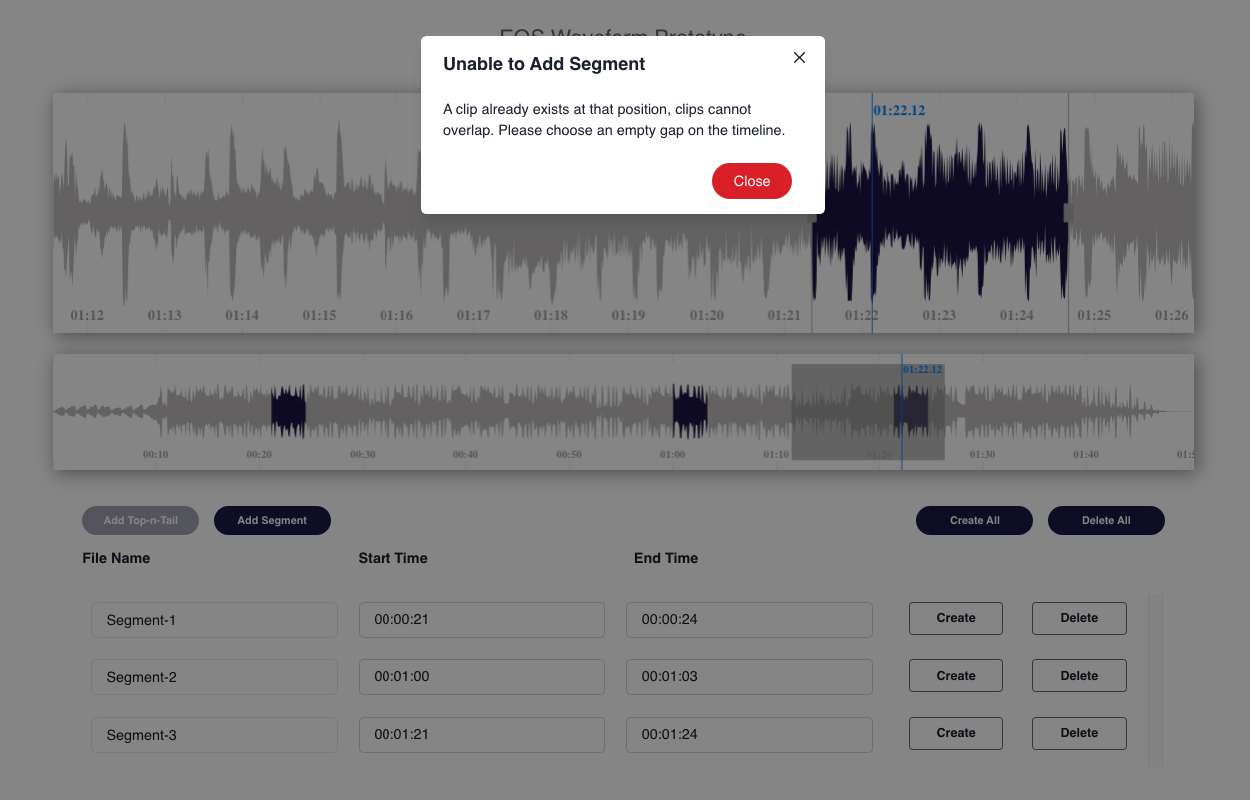 EOS Waveform Prototype
Unable to Add Segment
A clip already exists at that position, clips cannot
overlap. Please choose an empty gap on the timeline.
Close
01:22.12
01:12 01:13 01:14 01:15 01:16 01:17 01:18 01:19 01:20 01:21 01:22 01:23 01:24 01:25 01:26
01:22.12
00:10 00:20 00:30 00:40 00:50 01:00 01:10 01:20 01:30 01:40
Add Top-n-Tail Add Segment Create All Delete All
File Name Start Time End Time
Segment-1 00:00:21 00:00:24 Create Delete
Segment-2 00:01:00 00:01:03 Create Delete
Segment-3 00:01:21 00:01:24 Create Delete